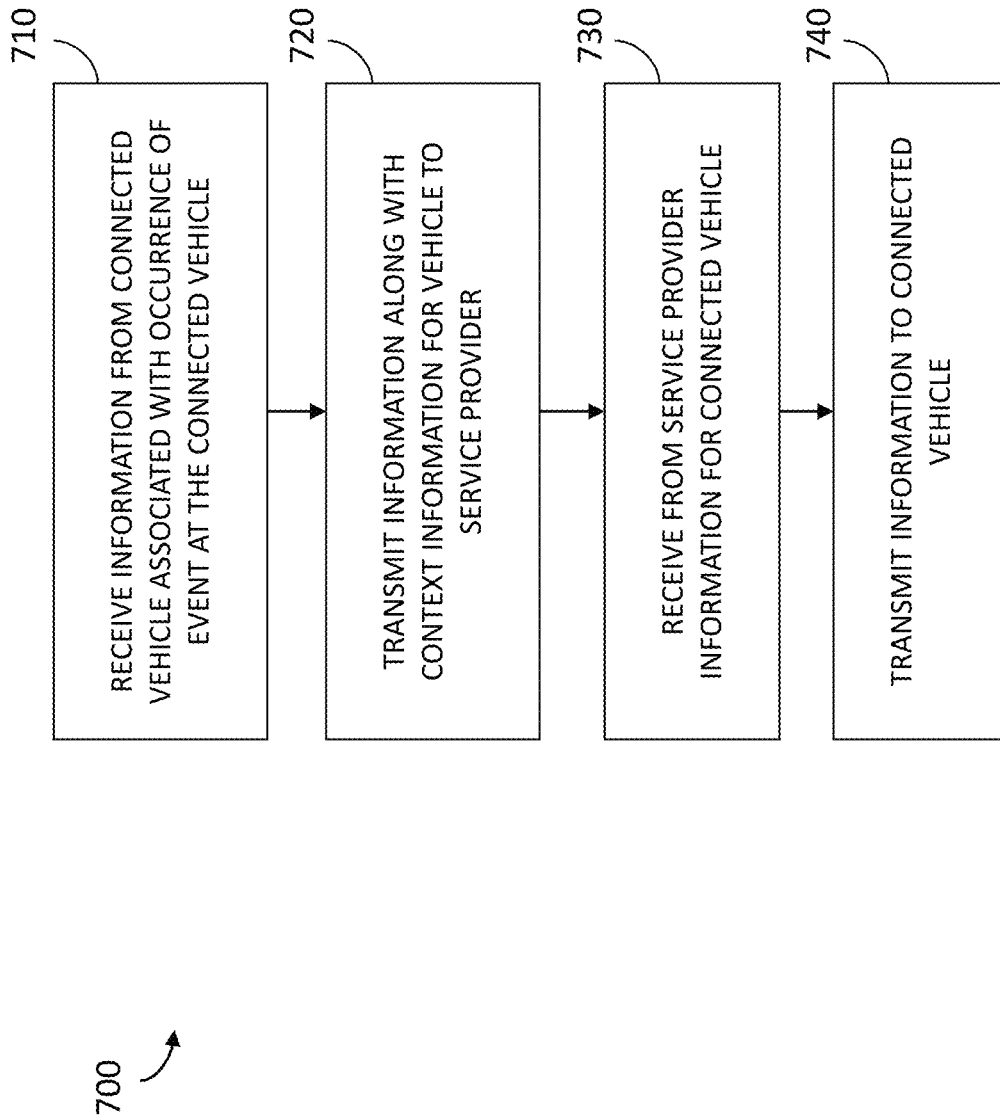 700
710
RECEIVE INFORMATION FROM CONNECTED
VEHICLE ASSOCIATED WITH OCCURRENCE OF
EVENT AT THE CONNECTED VEHICLE
720
TRANSMIT INFORMATION ALONG WITH
CONTEXT INFORMATION FOR VEHICLE TO
SERVICE PROVIDER
730
RECEIVE FROM SERVICE PROVIDER
INFORMATION FOR CONNECTED VEHICLE
740
TRANSMIT INFORMATION TO CONNECTED
VEHICLE